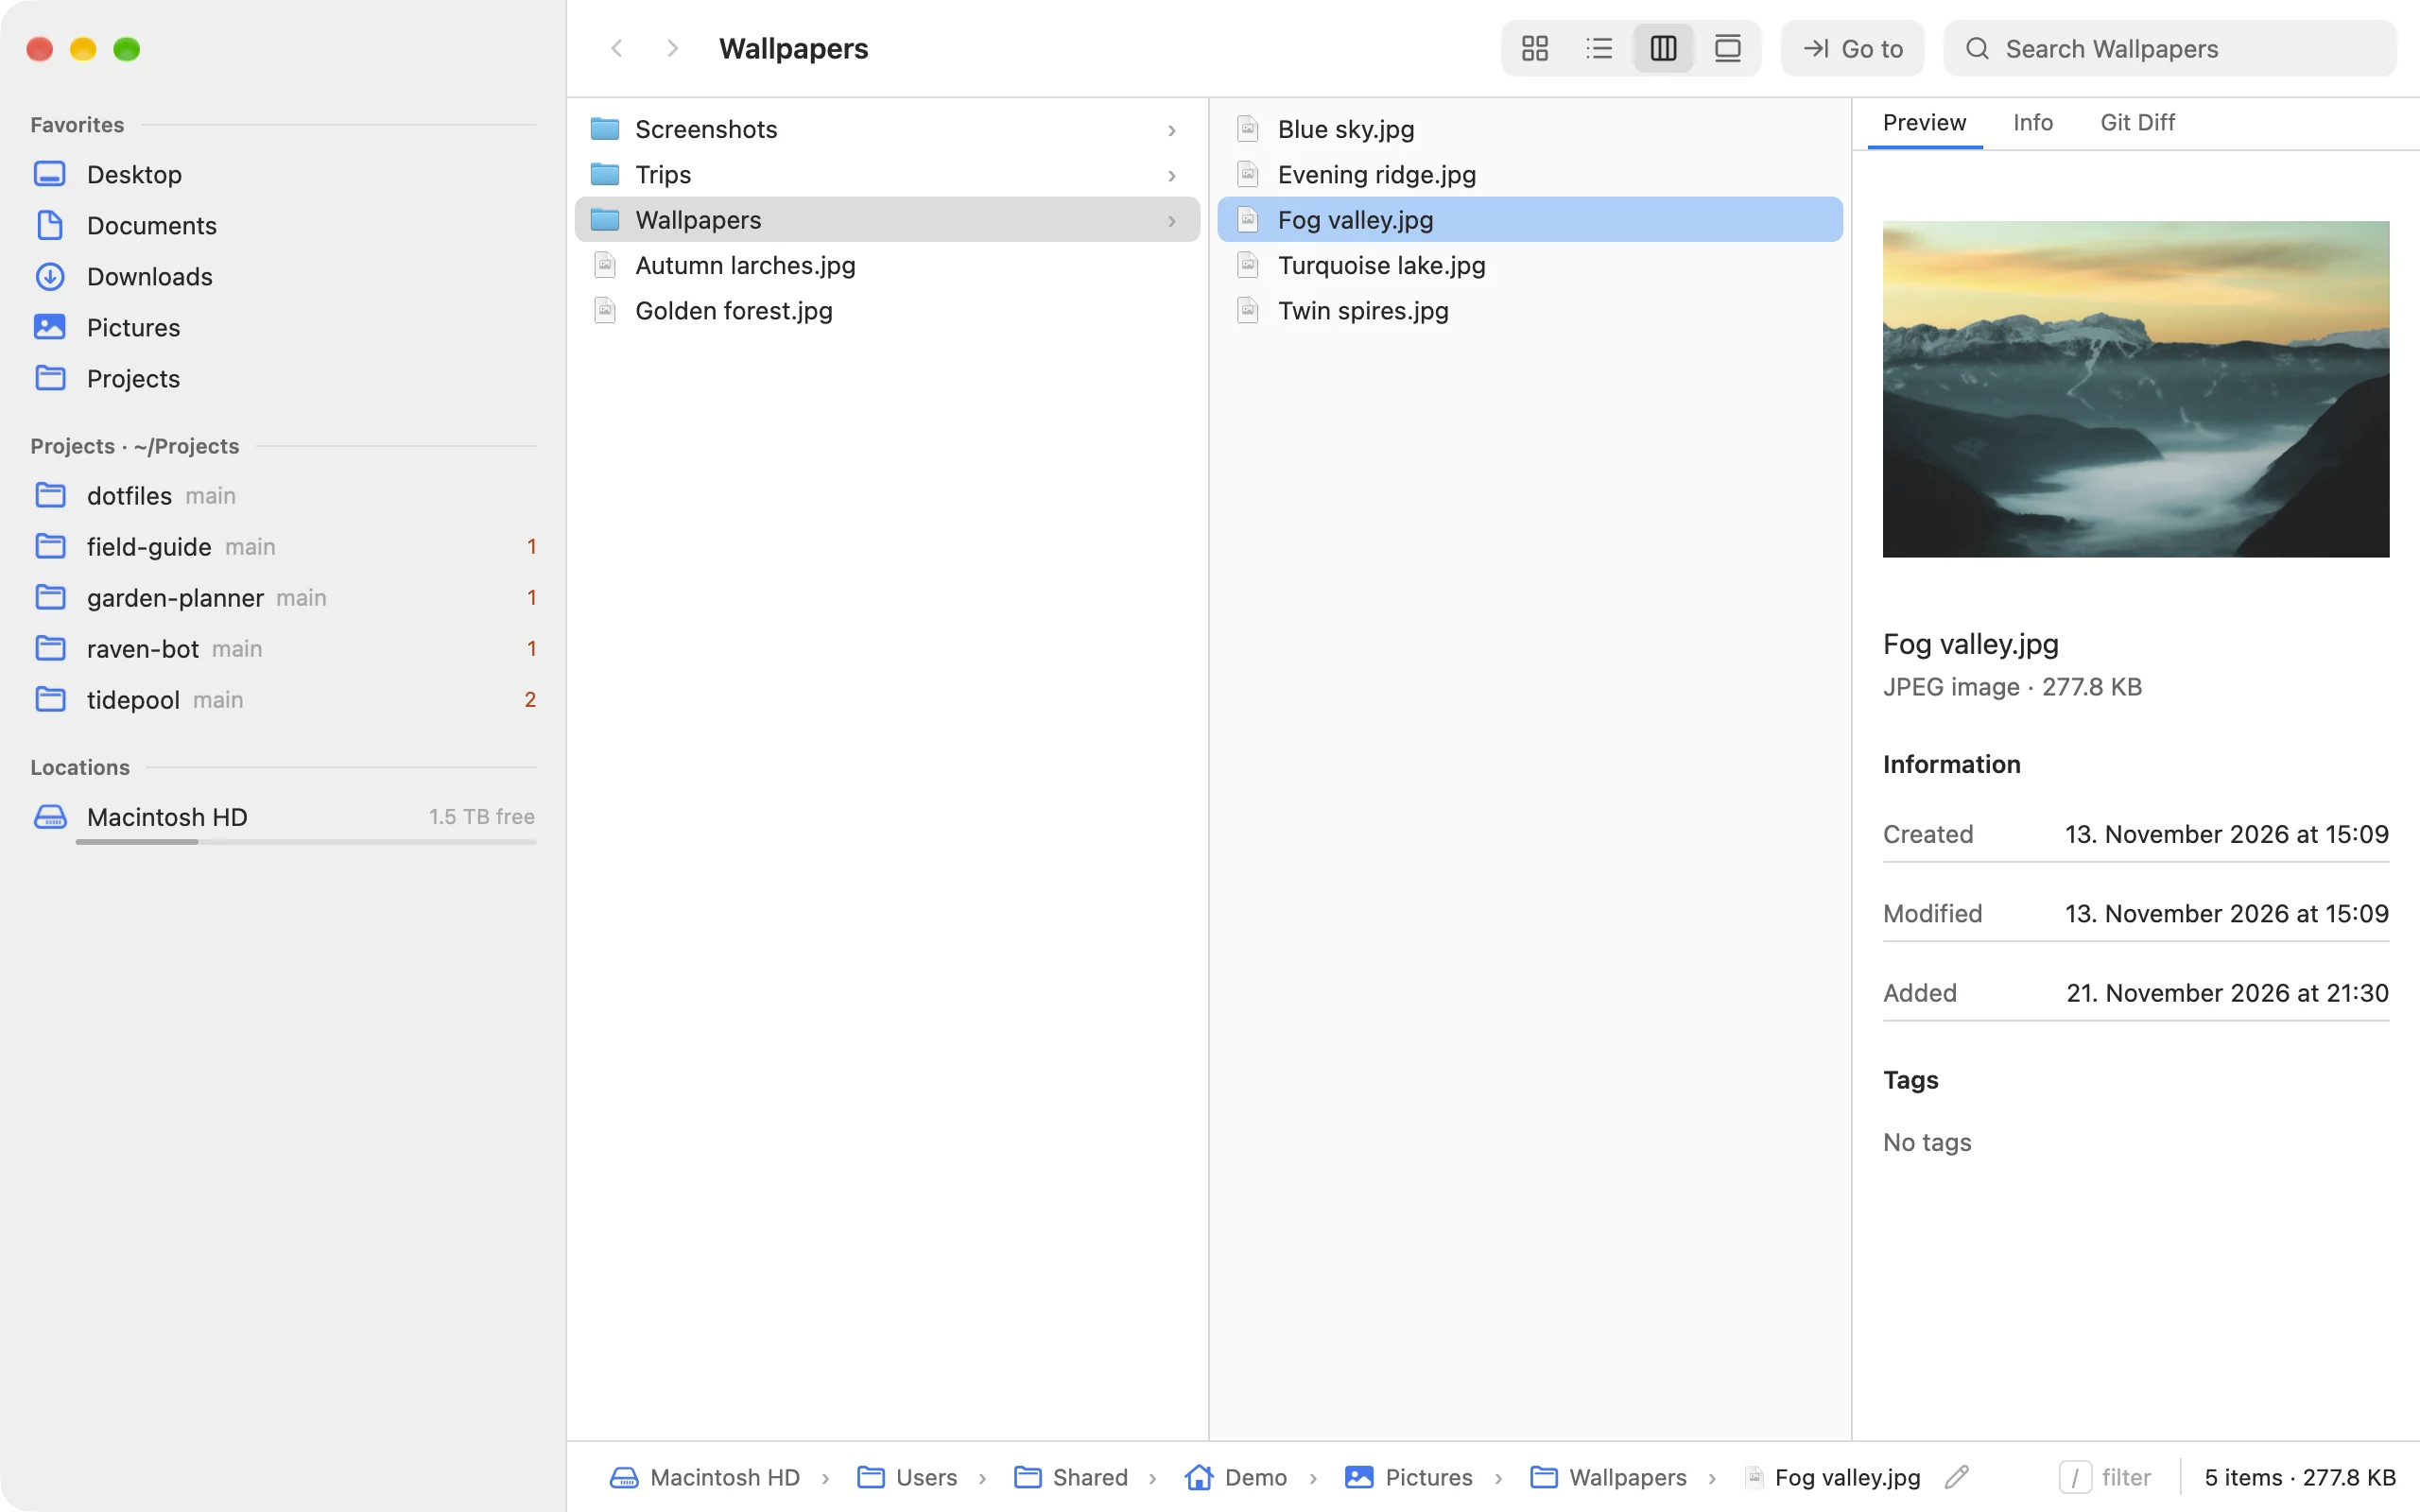 Wallpapers
Go to
Search Wallpapers
Favorites
Desktop
Documents
Downloads
Pictures
Projects
Projects · ~/Projects
dotfiles main
field-guide main 1
garden-planner main 1
raven-bot main 1
tidepool main 2
Locations
Macintosh HD 1.5 TB free
Screenshots
Trips
Wallpapers
Autumn larches.jpg
Golden forest.jpg
Blue sky.jpg
Evening ridge.jpg
Fog valley.jpg
Turquoise lake.jpg
Twin spires.jpg
Preview Info Git Diff
Fog valley.jpg
JPEG image · 277.8 KB
Information
Created 13. November 2026 at 15:09
Modified 13. November 2026 at 15:09
Added 21. November 2026 at 21:30
Tags
No tags
Macintosh HD › Users › Shared › Demo › Pictures › Wallpapers › Fog valley.jpg
/ filter
5 items · 277.8 KB